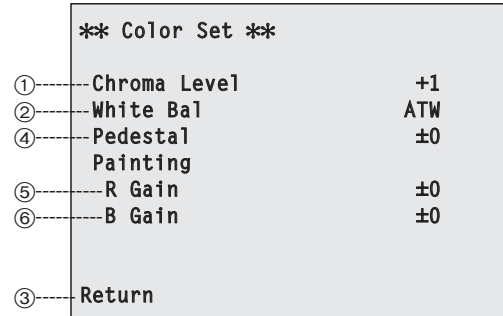 ** Color Set **
①------Chroma Level +1
②------White Bal ATW
④------Pedestal ±0
Painting
⑤------R Gain ±0
⑥------B Gain ±0
③-----Return